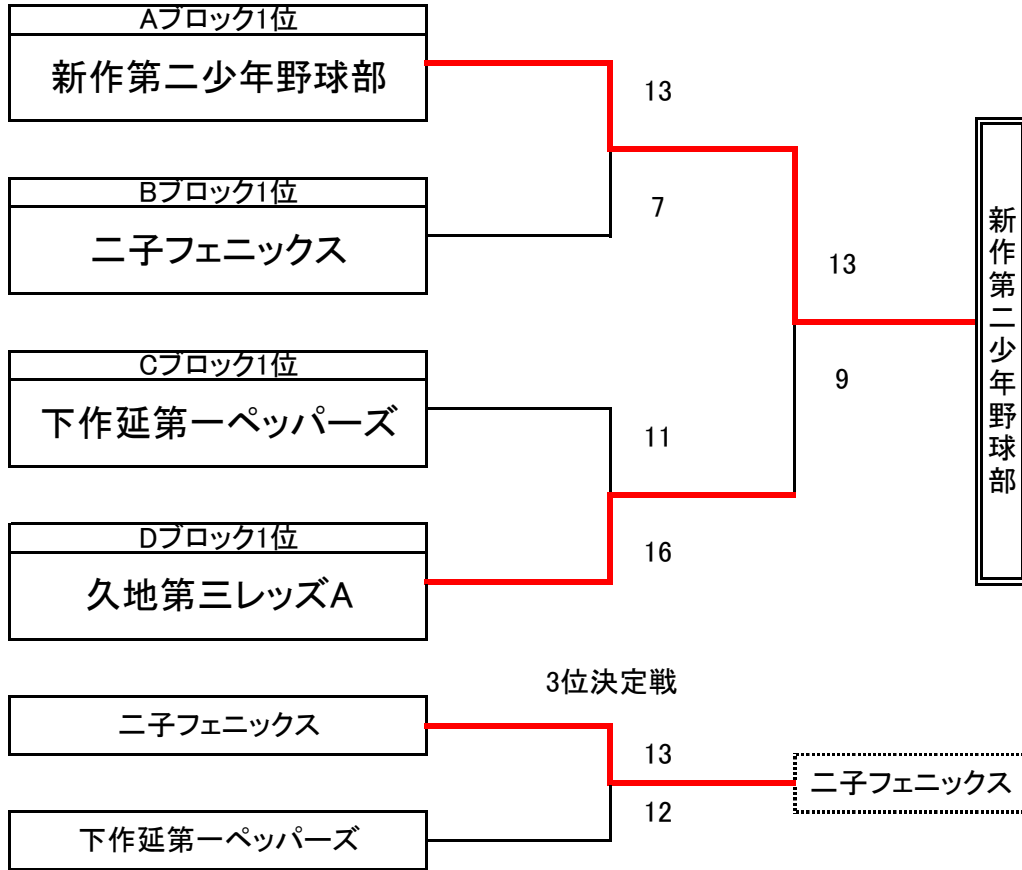 Aブロック1位
新作第二少年野球部
13
Bブロック1位
7
二子フェニックス
13
新作第二少年野球部
Cブロック1位
9
下作延第一ペッパーズ
11
Dブロック1位
16
久地第三レッズA
3位決定戦
二子フェニックス
13
二子フェニックス
12
下作延第一ペッパーズ